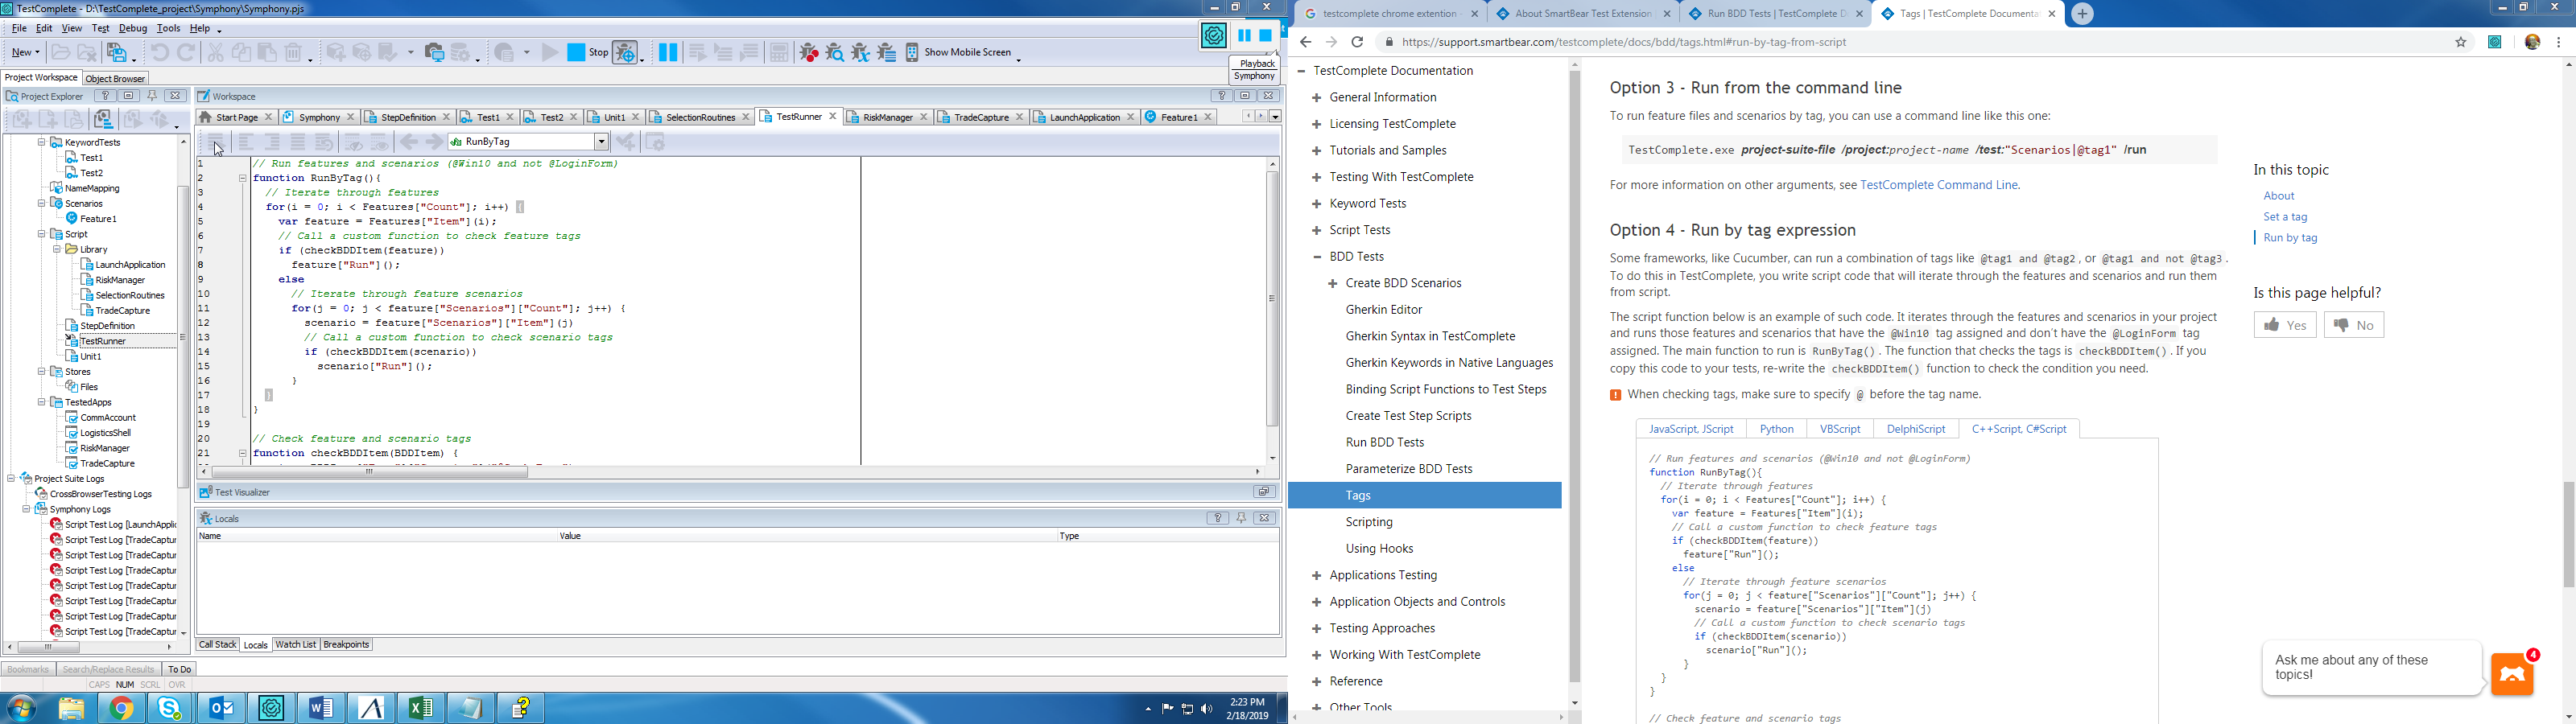 TestComplete - D:\TestComplete_project\Symphony\Symphony.pjs
File Edit View Test Debug Tools Help
New
Stop
Show Mobile Screen
Playback
Symphony
Project Workspace Object Browser
Project Explorer
KeywordTests
Test1
Test2
NameMapping
Scenarios
Feature1
Script
Library
LaunchApplication
RiskManager
SelectionRoutines
TradeCapture
StepDefinition
TestRunner
Unit1
Stores
Files
TestedApps
CommAccount
LogisticsShell
RiskManager
TradeCapture
Project Suite Logs
CrossBrowserTesting Logs
Symphony Logs
Script Test Log [LaunchApplic
Script Test Log [TradeCaptur
Script Test Log [TradeCaptur
Script Test Log [TradeCaptur
Script Test Log [TradeCaptur
Script Test Log [TradeCaptur
Script Test Log [TradeCaptur
Script Test Log [TradeCaptur
Workspace
Start Page Symphony StepDefinition Test1 Test2 Unit1 SelectionRoutines TestRunner RiskManager TradeCapture LaunchApplication Feature1
RunByTag
1 // Run features and scenarios (@Win10 and not @LoginForm)
2 function RunByTag(){
3 // Iterate through features
4 for(i = 0; i < Features["Count"]; i++) {
5 var feature = Features["Item"](i);
6 // Call a custom function to check feature tags
7 if (checkBDDItem(feature))
8 feature["Run"]();
9 else
10 // Iterate through feature scenarios
11 for(j = 0; j < feature["Scenarios"]["Count"]; j++) {
12 scenario = feature["Scenarios"]["Item"](j)
13 // Call a custom function to check scenario tags
14 if (checkBDDItem(scenario))
15 scenario["Run"]();
16 }
17 }
18 }
19
20 // Check feature and scenario tags
21 function checkBDDItem(BDDItem) {
Test Visualizer
Locals
Name Value Type
Call Stack Locals Watch List Breakpoints
Bookmarks Search/Replace Results To Do
CAPS NUM SCRL OVR
2:23 PM
2/18/2019
testcomplete chrome extention
About SmartBear Test Extension
Run BDD Tests | TestComplete D
Tags | TestComplete Documenta
https://support.smartbear.com/testcomplete/docs/bdd/tags.html#run-by-tag-from-script
TestComplete Documentation
General Information
Licensing TestComplete
Tutorials and Samples
Testing With TestComplete
Keyword Tests
Script Tests
BDD Tests
Create BDD Scenarios
Gherkin Editor
Gherkin Syntax in TestComplete
Gherkin Keywords in Native Languages
Binding Script Functions to Test Steps
Create Test Step Scripts
Run BDD Tests
Parameterize BDD Tests
Tags
Scripting
Using Hooks
Applications Testing
Application Objects and Controls
Testing Approaches
Working With TestComplete
Reference
Other Tools
Option 3 - Run from the command line
To run feature files and scenarios by tag, you can use a command line like this one:
TestComplete.exe project-suite-file /project:project-name /test:"Scenarios|@tag1" /run
For more information on other arguments, see TestComplete Command Line.
Option 4 - Run by tag expression
Some frameworks, like Cucumber, can run a combination of tags like @tag1 and @tag2, or @tag1 and not @tag3 .
To do this in TestComplete, you write script code that will iterate through the features and scenarios and run them
from script.
The script function below is an example of such code. It iterates through the features and scenarios in your project
and runs those features and scenarios that have the @Win10 tag assigned and don´t have the @LoginForm tag
assigned. The main function to run is RunByTag() . The function that checks the tags is checkBDDItem() . If you
copy this code to your tests, re-write the checkBDDItem() function to check the condition you need.
When checking tags, make sure to specify @ before the tag name.
JavaScript, JScript Python VBScript DelphiScript C++Script, C#Script
// Run features and scenarios (@Win10 and not @LoginForm)
function RunByTag(){
// Iterate through features
for(i = 0; i < Features["Count"]; i++) {
var feature = Features["Item"](i);
// Call a custom function to check feature tags
if (checkBDDItem(feature))
feature["Run"]();
else
// Iterate through feature scenarios
for(j = 0; j < feature["Scenarios"]["Count"]; j++) {
scenario = feature["Scenarios"]["Item"](j)
// Call a custom function to check scenario tags
if (checkBDDItem(scenario))
scenario["Run"]();
}
}
}
// Check feature and scenario tags
In this topic
About
Set a tag
Run by tag
Is this page helpful?
Yes No
Ask me about any of these
topics!
4